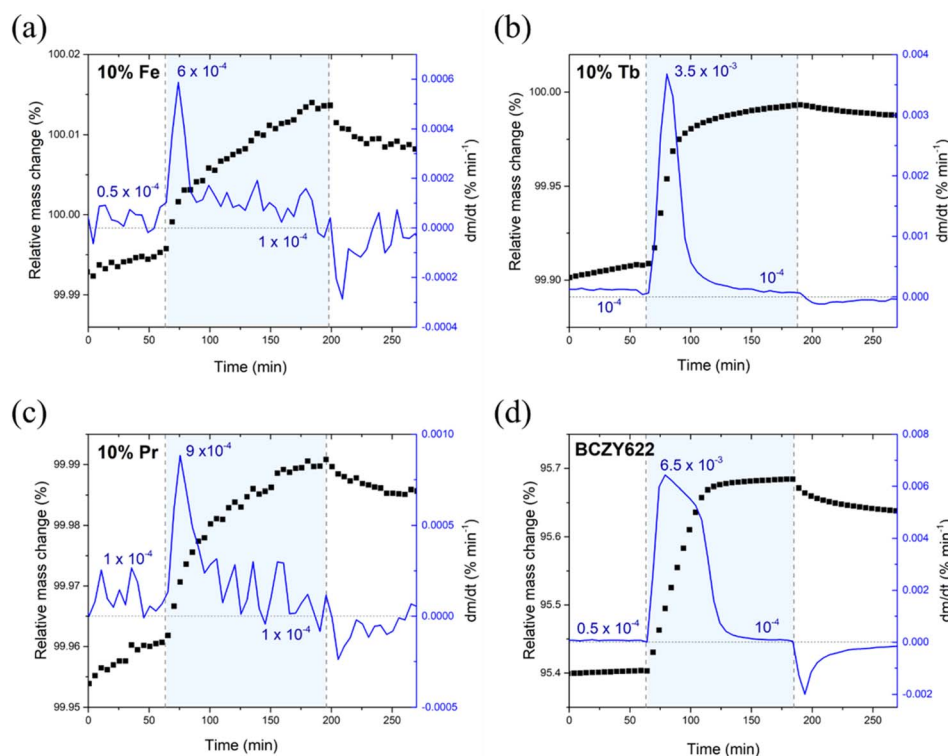 (a)
10% Fe
6 x 10⁻⁴
0.5 x 10⁻⁴
1 x 10⁻⁴
Relative mass change (%)
100.02
100.01
100.00
99.99
0.0006
0.0004
0.0002
0.0000
-0.0002
-0.0004
dm/dt (% min⁻¹)
0 50 100 150 200 250
Time (min)
(b)
10% Tb
3.5 x 10⁻³
10⁻⁴
10⁻⁴
Relative mass change (%)
100.00
99.95
99.90
0.004
0.003
0.002
0.001
0.000
dm/dt (% min⁻¹)
0 50 100 150 200 250
Time (min)
(c)
10% Pr
9 x 10⁻⁴
1 x 10⁻⁴
1 x 10⁻⁴
Relative mass change (%)
99.99
99.98
99.97
99.96
99.95
0.0010
0.0005
0.0000
-0.0005
dm/dt (% min⁻¹)
0 50 100 150 200 250
Time (min)
(d)
BCZY622
6.5 x 10⁻³
0.5 x 10⁻⁴
10⁻⁴
Relative mass change (%)
95.7
95.6
95.5
95.4
0.008
0.006
0.004
0.002
0.000
-0.002
dm/dt (% min⁻¹)
0 50 100 150 200 250
Time (min)